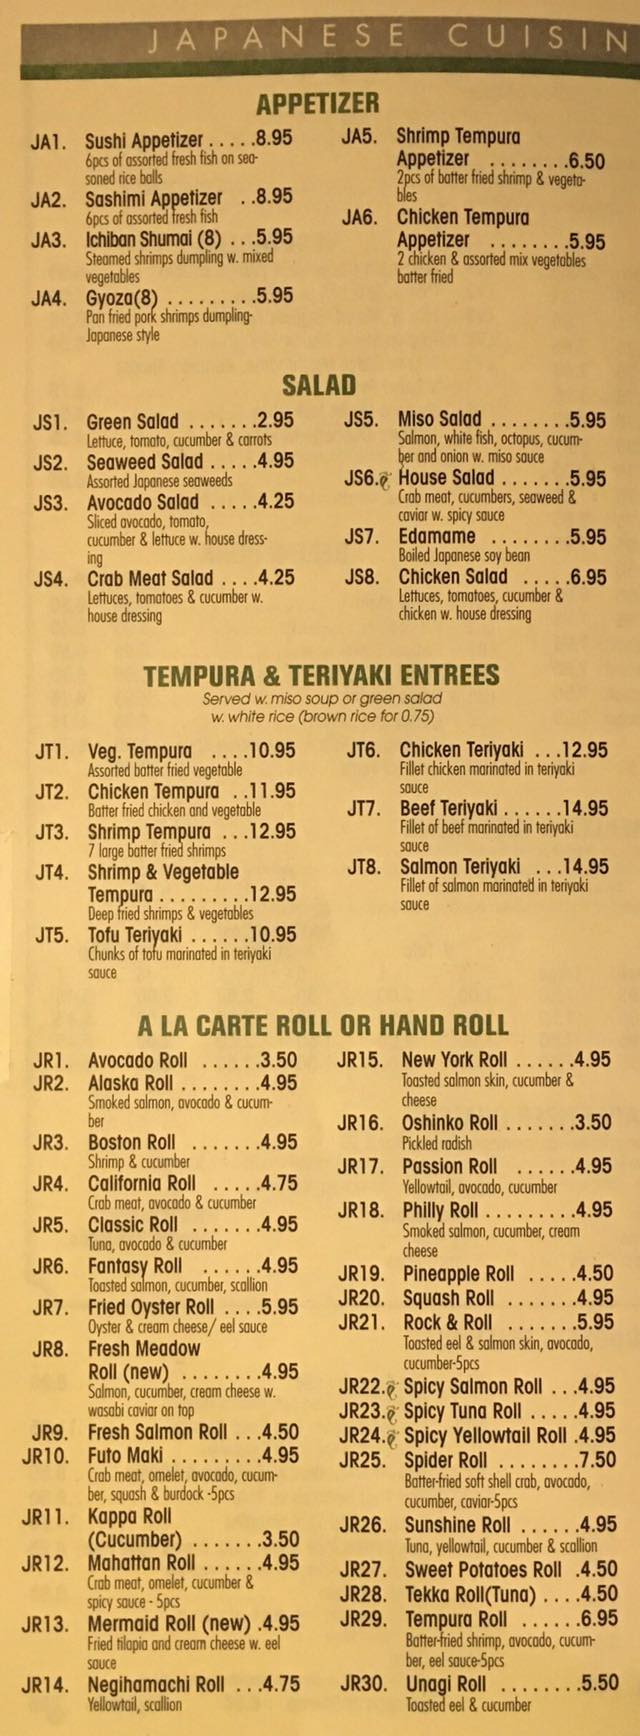 JAPANESE CUISIN
APPETIZER
JA1. Sushi Appetizer . . . . .8.95
6pcs of assorted fresh fish on sea-
soned rice balls
JA2. Sashimi Appetizer . .8.95
6pcs of assorted fresh fish
JA3. Ichiban Shumai (8) . . .5.95
Steamed shrimps dumpling w. mixed
vegetables
JA4. Gyoza(8) . . . . . . . . .5.95
Pan fried pork shrimps dumpling-
Japanese style
JA5. Shrimp Tempura
Appetizer . . . . . . . .6.50
2pcs of batter fried shrimp & vegeta-
bles
JA6. Chicken Tempura
Appetizer . . . . . . . .5.95
2 chicken & assorted mix vegetables
batter fried
SALAD
JS1. Green Salad . . . . . . .2.95
Lettuce, tomato, cucumber & carrots
JS2. Seaweed Salad . . . . .4.95
Assorted Japanese seaweeds
JS3. Avocado Salad . . . . .4.25
Sliced avocado, tomato,
cucumber & lettuce w. house dress-
ing
JS4. Crab Meat Salad . . . .4.25
Lettuces, tomatoes & cucumber w.
house dressing
JS5. Miso Salad . . . . . . . .5.95
Salmon, white fish, octopus, cucum-
ber and onion w. miso sauce
JS6. House Salad . . . . . . .5.95
Crab meat, cucumbers, seaweed &
caviar w. spicy sauce
JS7. Edamame . . . . . . . .5.95
Boiled Japanese soy bean
JS8. Chicken Salad . . . . .6.95
Lettuces, tomatoes, cucumber &
chicken w. house dressing
TEMPURA & TERIYAKI ENTREES
Served w. miso soup or green salad
w. white rice (brown rice for 0.75)
JT1. Veg. Tempura . . . .10.95
Assorted batter fried vegetable
JT2. Chicken Tempura . .11.95
Batter fried chicken and vegetable
JT3. Shrimp Tempura . . .12.95
7 large batter fried shrimps
JT4. Shrimp & Vegetable
Tempura . . . . . . . . .12.95
Deep fried shrimps & vegetables
JT5. Tofu Teriyaki . . . . . .10.95
Chunks of tofu marinated in teriyaki
sauce
JT6. Chicken Teriyaki . . .12.95
Fillet chicken marinated in teriyaki
sauce
JT7. Beef Teriyaki . . . . . .14.95
Fillet of beef marinated in teriyaki
sauce
JT8. Salmon Teriyaki . . .14.95
Fillet of salmon marinated in teriyaki
sauce
A LA CARTE ROLL OR HAND ROLL
JR1. Avocado Roll . . . . . .3.50
JR2. Alaska Roll . . . . . . . .4.95
Smoked salmon, avocado & cucum-
ber
JR3. Boston Roll . . . . . . .4.95
Shrimp & cucumber
JR4. California Roll . . . . .4.75
Crab meat, avocado & cucumber
JR5. Classic Roll . . . . . . .4.95
Tuna, avocado & cucumber
JR6. Fantasy Roll . . . . . .4.95
Toasted salmon, cucumber, scallion
JR7. Fried Oyster Roll . . . .5.95
Oyster & cream cheese/ eel sauce
JR8. Fresh Meadow
Roll (new) . . . . . . . .4.95
Salmon, cucumber, cream cheese w.
wasabi caviar on top
JR9. Fresh Salmon Roll . . .4.50
JR10. Futo Maki . . . . . . . . .4.95
Crab meat, omelet, avocado, cucum-
ber, squash & burdock -5pcs
JR11. Kappa Roll
(Cucumber) . . . . . . .3.50
JR12. Mahattan Roll . . . . . .4.95
Crab meat, omelet, cucumber &
spicy sauce - 5pcs
JR13. Mermaid Roll (new) .4.95
Fried tilapia and cream cheese w. eel
sauce
JR14. Negihamachi Roll . . .4.75
Yellowtail, scallion
JR15. New York Roll . . . . . .4.95
Toasted salmon skin, cucumber &
cheese
JR16. Oshinko Roll . . . . . . .3.50
Pickled radish
JR17. Passion Roll . . . . . .4.95
Yellowtail, avocado, cucumber
JR18. Philly Roll . . . . . . . . .4.95
Smoked salmon, cucumber, cream
cheese
JR19. Pineapple Roll . . . . .4.50
JR20. Squash Roll . . . . . . .4.95
JR21. Rock & Roll . . . . . . .5.95
Toasted eel & salmon skin, avocado,
cucumber-5pcs
JR22. Spicy Salmon Roll . . .4.95
JR23. Spicy Tuna Roll . . . . .4.95
JR24. Spicy Yellowtail Roll .4.95
JR25. Spider Roll . . . . . . . .7.50
Batter-fried soft shell crab, avocado,
cucumber, caviar-5pcs
JR26. Sunshine Roll . . . . . .4.95
Tuna, yellowtail, cucumber & scallion
JR27. Sweet Potatoes Roll .4.50
JR28. Tekka Roll(Tuna) . . . .4.50
JR29. Tempura Roll . . . . . .6.95
Batter-fried shrimp, avocado, cucum-
ber, eel sauce-5pcs
JR30. Unagi Roll . . . . . . . .5.50
Toasted eel & cucumber